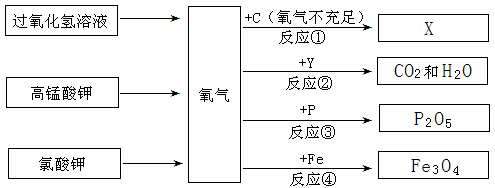 过氧化氢溶液
高锰酸钾
氯酸钾
氧气
+C（氧气不充足）
反应①
X
+Y
反应②
CO2和H2O
+P
反应③
P2O5
+Fe
反应④
Fe3O4